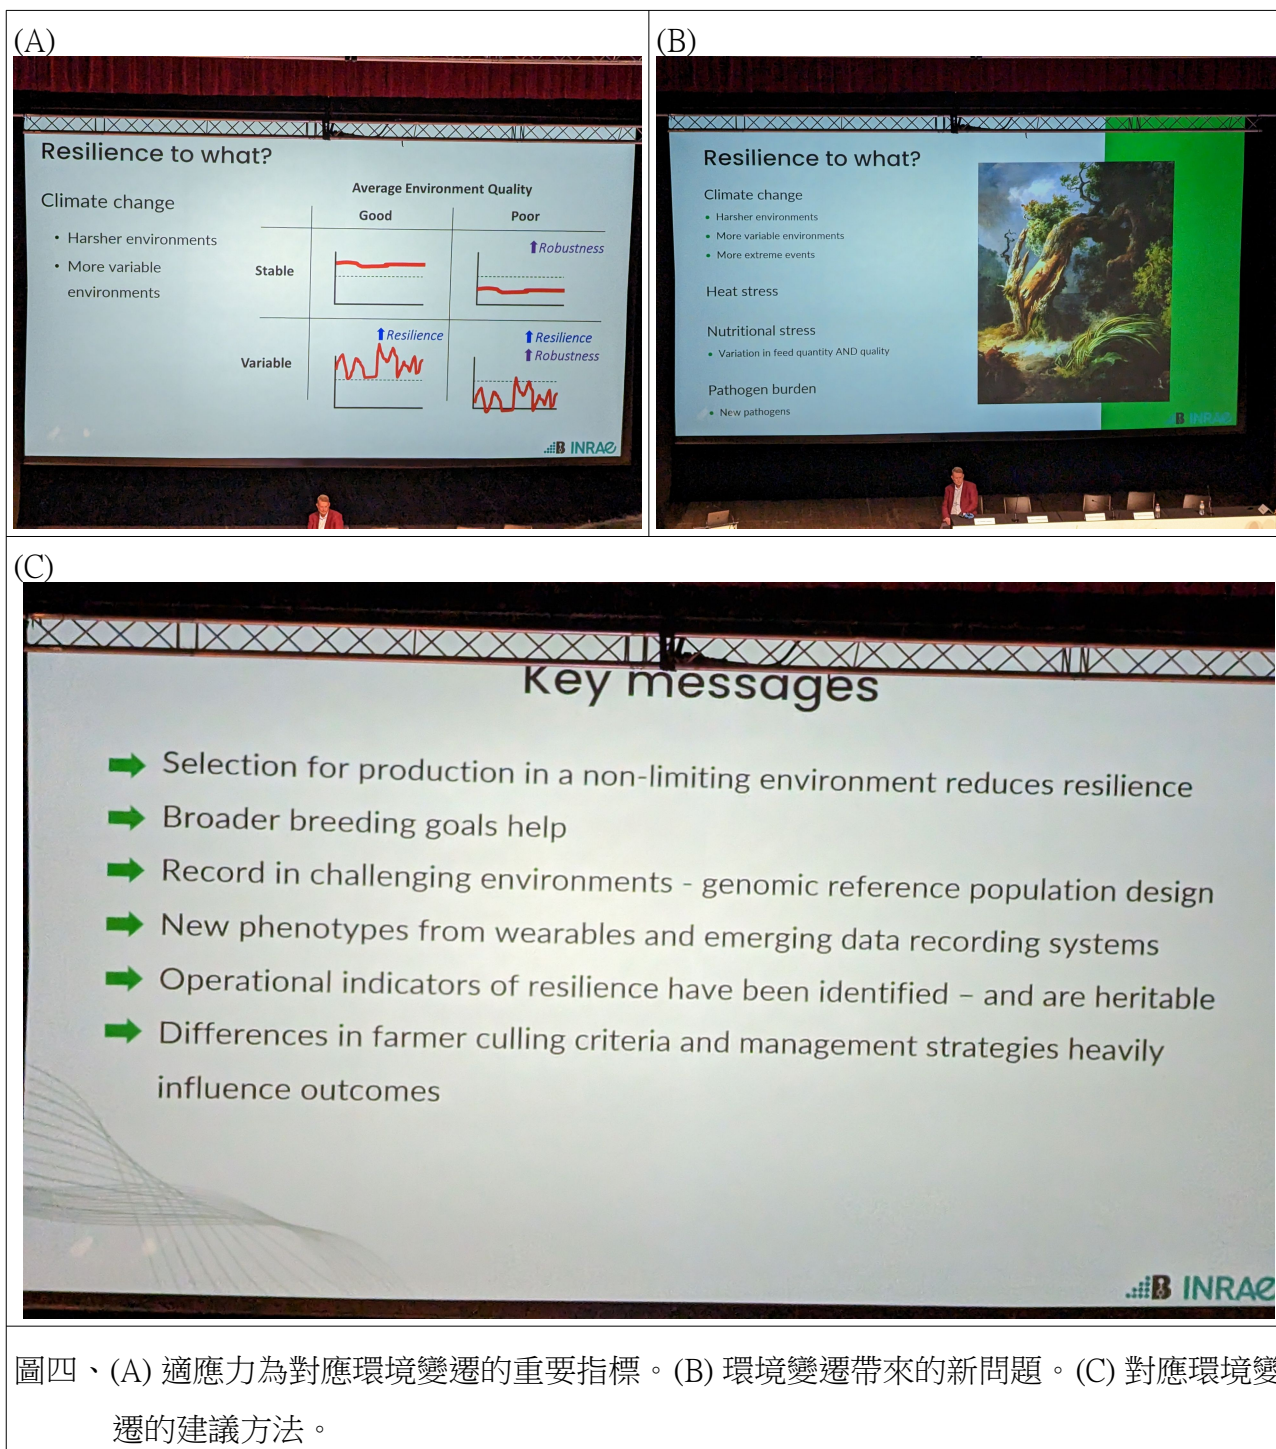 (A)
Resilience to what?
Climate change
• Harsher environments
• More variable
environments
Average Environment Quality
Good
Poor
Stable
⬆Robustness
Variable
⬆Resilience
⬆Resilience
⬆Robustness
B INRAE
(B)
Resilience to what?
Climate change
• Harsher environments
• More variable environments
• More extreme events
Heat stress
Nutritional stress
• Variation in feed quantity AND quality
Pathogen burden
• New pathogens
B INRAE
(C)
Key messages
Selection for production in a non-limiting environment reduces resilience
Broader breeding goals help
Record in challenging environments - genomic reference population design
New phenotypes from wearables and emerging data recording systems
Operational indicators of resilience have been identified – and are heritable
Differences in farmer culling criteria and management strategies heavily
influence outcomes
B INRAE
圖四、(A) 適應力為對應環境變遷的重要指標。(B) 環境變遷帶來的新問題。(C) 對應環境變
遷的建議方法。